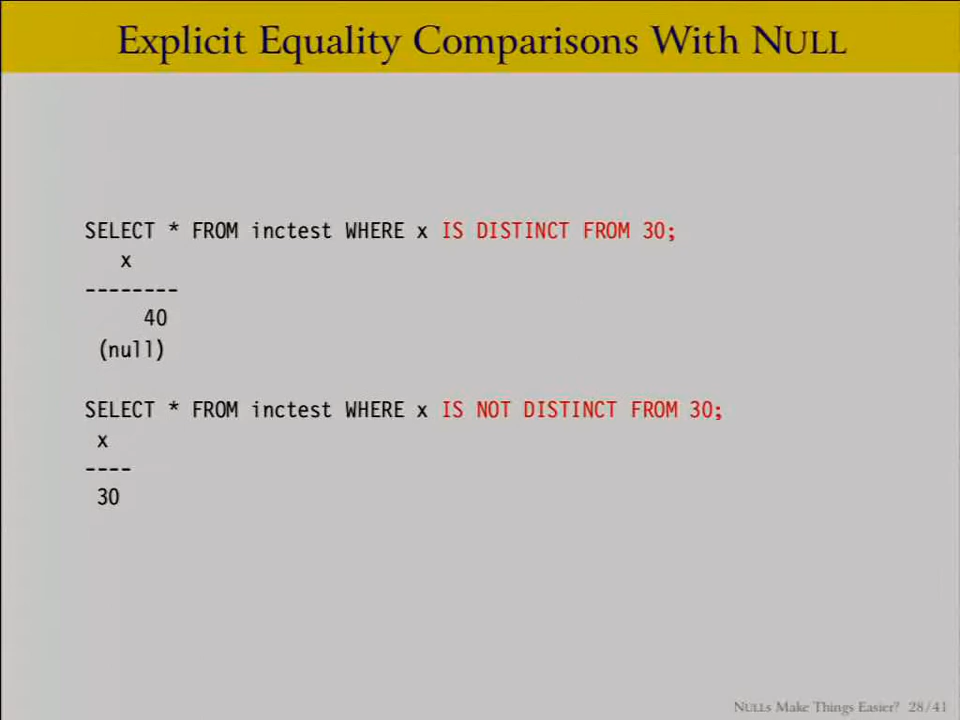 Explicit Equality Comparisons With NULL
SELECT * FROM inctest WHERE x IS DISTINCT FROM 30;
x
--------
40
(null)
SELECT * FROM inctest WHERE x IS NOT DISTINCT FROM 30;
x
----
30
NULLs Make Things Easier? 28/41